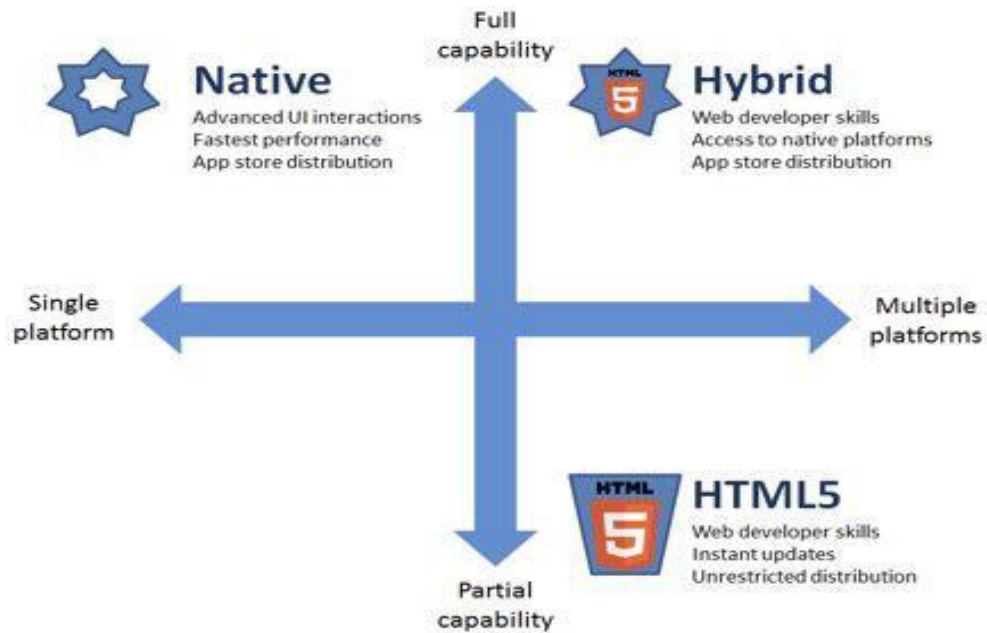 Full
capability
Native
Advanced UI interactions
Fastest performance
App store distribution
HTML
5
Hybrid
Web developer skills
Access to native platforms
App store distribution
Single
platform
Multiple
platforms
HTML
5
HTML5
Web developer skills
Instant updates
Unrestricted distribution
Partial
capability